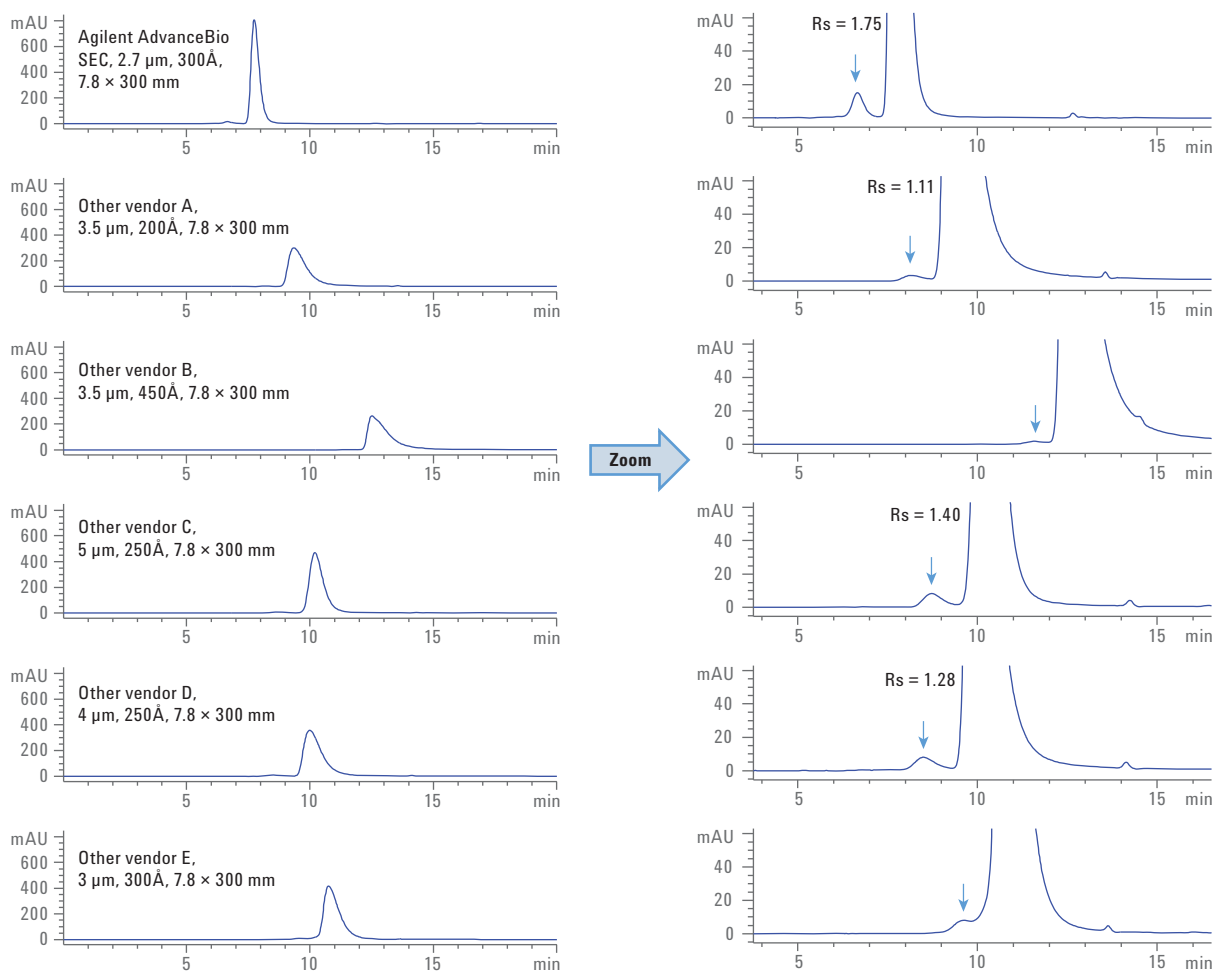 mAU
Agilent AdvanceBio
SEC, 2.7 µm, 300Å,
7.8 × 300 mm
600
400
200
0
5
10
15
min
mAU
Rs = 1.75
40
20
0
5
10
15
min
mAU
Other vendor A,
3.5 µm, 200Å, 7.8 × 300 mm
600
400
200
0
5
10
15
min
mAU
Rs = 1.11
40
20
0
5
10
15
min
mAU
Other vendor B,
3.5 µm, 450Å, 7.8 × 300 mm
600
400
200
0
5
10
15
min
Zoom
mAU
40
20
0
5
10
15
min
mAU
Other vendor C,
5 µm, 250Å, 7.8 × 300 mm
600
400
200
0
5
10
15
min
mAU
Rs = 1.40
40
20
0
5
10
15
min
mAU
Other vendor D,
4 µm, 250Å, 7.8 × 300 mm
600
400
200
0
5
10
15
min
mAU
Rs = 1.28
40
20
0
5
10
15
min
mAU
Other vendor E,
3 µm, 300Å, 7.8 × 300 mm
600
400
200
0
5
10
15
min
mAU
40
20
0
5
10
15
min